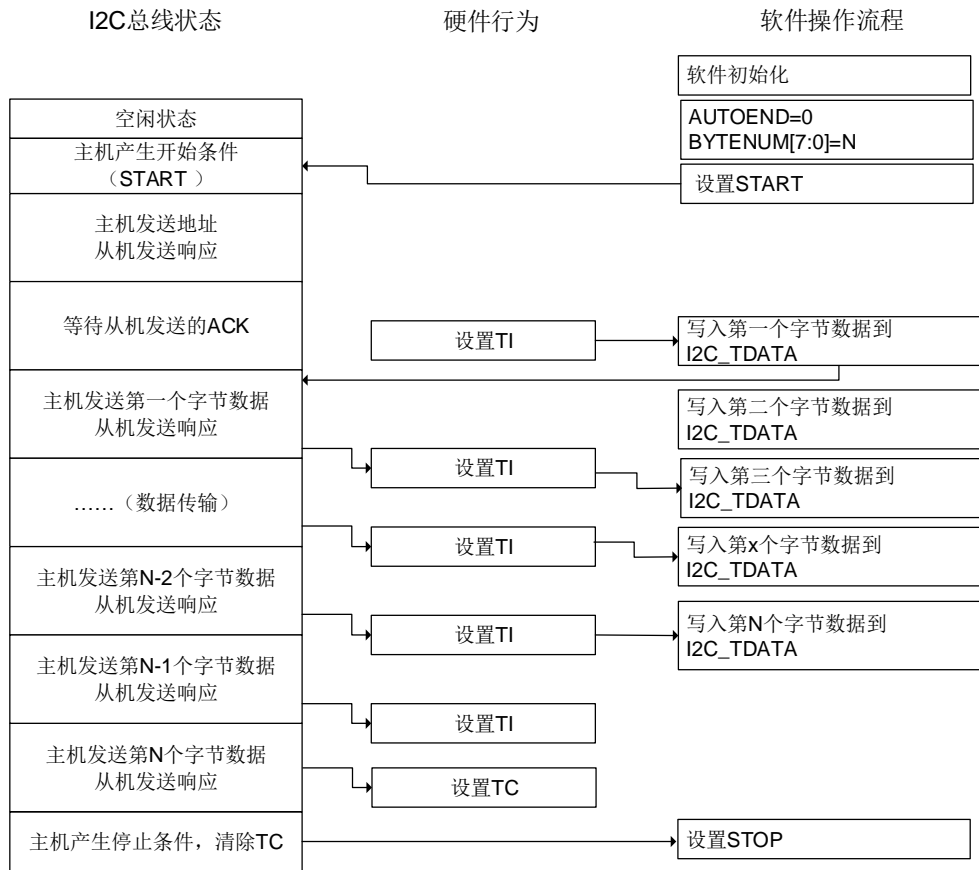 I2C总线状态
硬件行为
软件操作流程
软件初始化
空闲状态
AUTOEND=0
BYTENUM[7:0]=N
主机产生开始条件
（START ）
设置START
主机发送地址
从机发送响应
等待从机发送的ACK
设置TI
写入第一个字节数据到
I2C_TDATA
主机发送第一个字节数据
从机发送响应
写入第二个字节数据到
I2C_TDATA
设置TI
写入第三个字节数据到
I2C_TDATA
……（数据传输）
设置TI
写入第x个字节数据到
I2C_TDATA
主机发送第N-2个字节数据
从机发送响应
设置TI
写入第N个字节数据到
I2C_TDATA
主机发送第N-1个字节数据
从机发送响应
设置TI
主机发送第N个字节数据
从机发送响应
设置TC
主机产生停止条件，清除TC
设置STOP